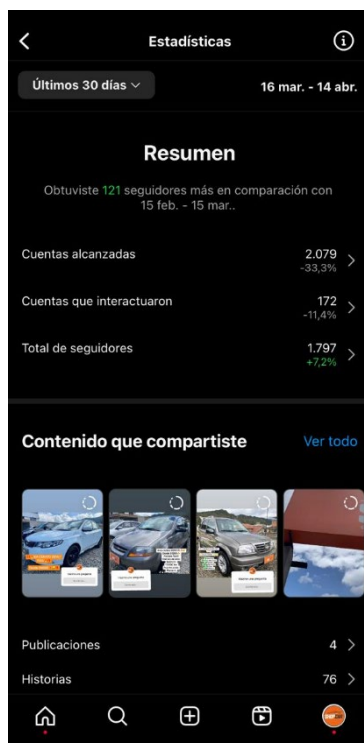 Estadísticas
Últimos 30 días
16 mar. - 14 abr.
Resumen
Obtuviste 121 seguidores más en comparación con
15 feb. - 15 mar..
Cuentas alcanzadas
2.079
-33,3%
Cuentas que interactuaron
172
-11,4%
Total de seguidores
1.797
+7,2%
Contenido que compartiste
Ver todo
Publicaciones
4
Historias
76